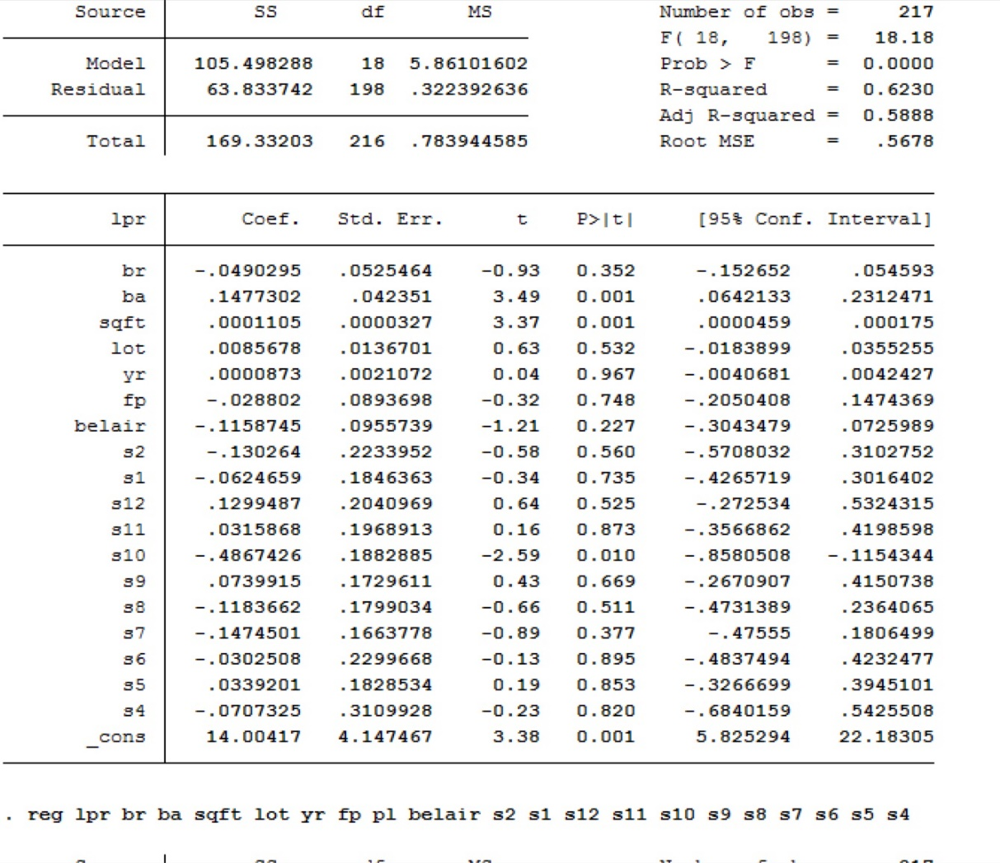 Source SS df MS Number of obs = 217
F( 18, 198) = 18.18
Model 105.498288 18 5.86101602 Prob > F = 0.0000
Residual 63.833742 198 .322392636 R-squared = 0.6230
Adj R-squared = 0.5888
Total 169.33203 216 .783944585 Root MSE = .5678
lpr Coef. Std. Err. t P>|t| [95% Conf. Interval]
br -.0490295 .0525464 -0.93 0.352 -.152652 .054593
ba .1477302 .042351 3.49 0.001 .0642133 .2312471
sqft .0001105 .0000327 3.37 0.001 .0000459 .000175
lot .0085678 .0136701 0.63 0.532 -.0183899 .0355255
yr .0000873 .0021072 0.04 0.967 -.0040681 .0042427
fp -.028802 .0893698 -0.32 0.748 -.2050408 .1474369
belair -.1158745 .0955739 -1.21 0.227 -.3043479 .0725989
s2 -.130264 .2233952 -0.58 0.560 -.5708032 .3102752
s1 -.0624659 .1846363 -0.34 0.735 -.4265719 .3016402
s12 .1299487 .2040969 0.64 0.525 -.272534 .5324315
s11 .0315868 .1968913 0.16 0.873 -.3566862 .4198598
s10 -.4867426 .1882885 -2.59 0.010 -.8580508 -.1154344
s9 .0739915 .1729611 0.43 0.669 -.2670907 .4150738
s8 -.1183662 .1799034 -0.66 0.511 -.4731389 .2364065
s7 -.1474501 .1663778 -0.89 0.377 -.47555 .1806499
s6 -.0302508 .2299668 -0.13 0.895 -.4837494 .4232477
s5 .0339201 .1828534 0.19 0.853 -.3266699 .3945101
s4 -.0707325 .3109928 -0.23 0.820 -.6840159 .5425508
_cons 14.00417 4.147467 3.38 0.001 5.825294 22.18305
. reg lpr br ba sqft lot yr fp pl belair s2 s1 s12 s11 s10 s9 s8 s7 s6 s5 s4